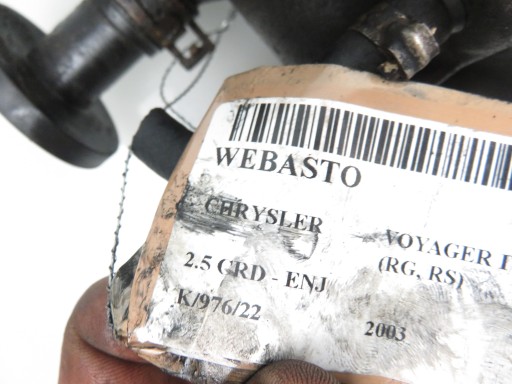 WEBASTO
CHRYSLER
VOYAGER
(RG, RS)
2.5 CRD - ENJ
K/976/22
2003